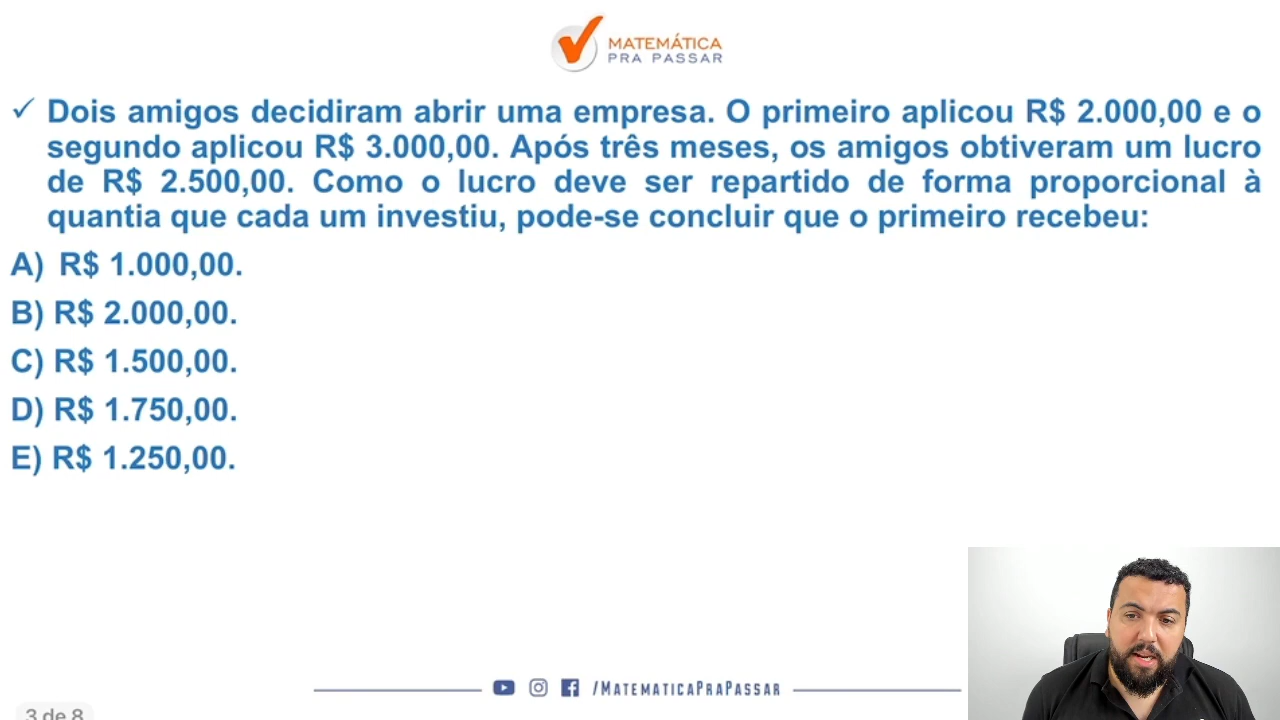 MATEMÁTICA
PRA PASSAR
✓ Dois amigos decidiram abrir uma empresa. O primeiro aplicou R$ 2.000,00 e o
segundo aplicou R$ 3.000,00. Após três meses, os amigos obtiveram um lucro
de R$ 2.500,00. Como o lucro deve ser repartido de forma proporcional à
quantia que cada um investiu, pode-se concluir que o primeiro recebeu:
A) R$ 1.000,00.
B) R$ 2.000,00.
C) R$ 1.500,00.
D) R$ 1.750,00.
E) R$ 1.250,00.
/MATEMATICAPRAPASSAR
3 de 8